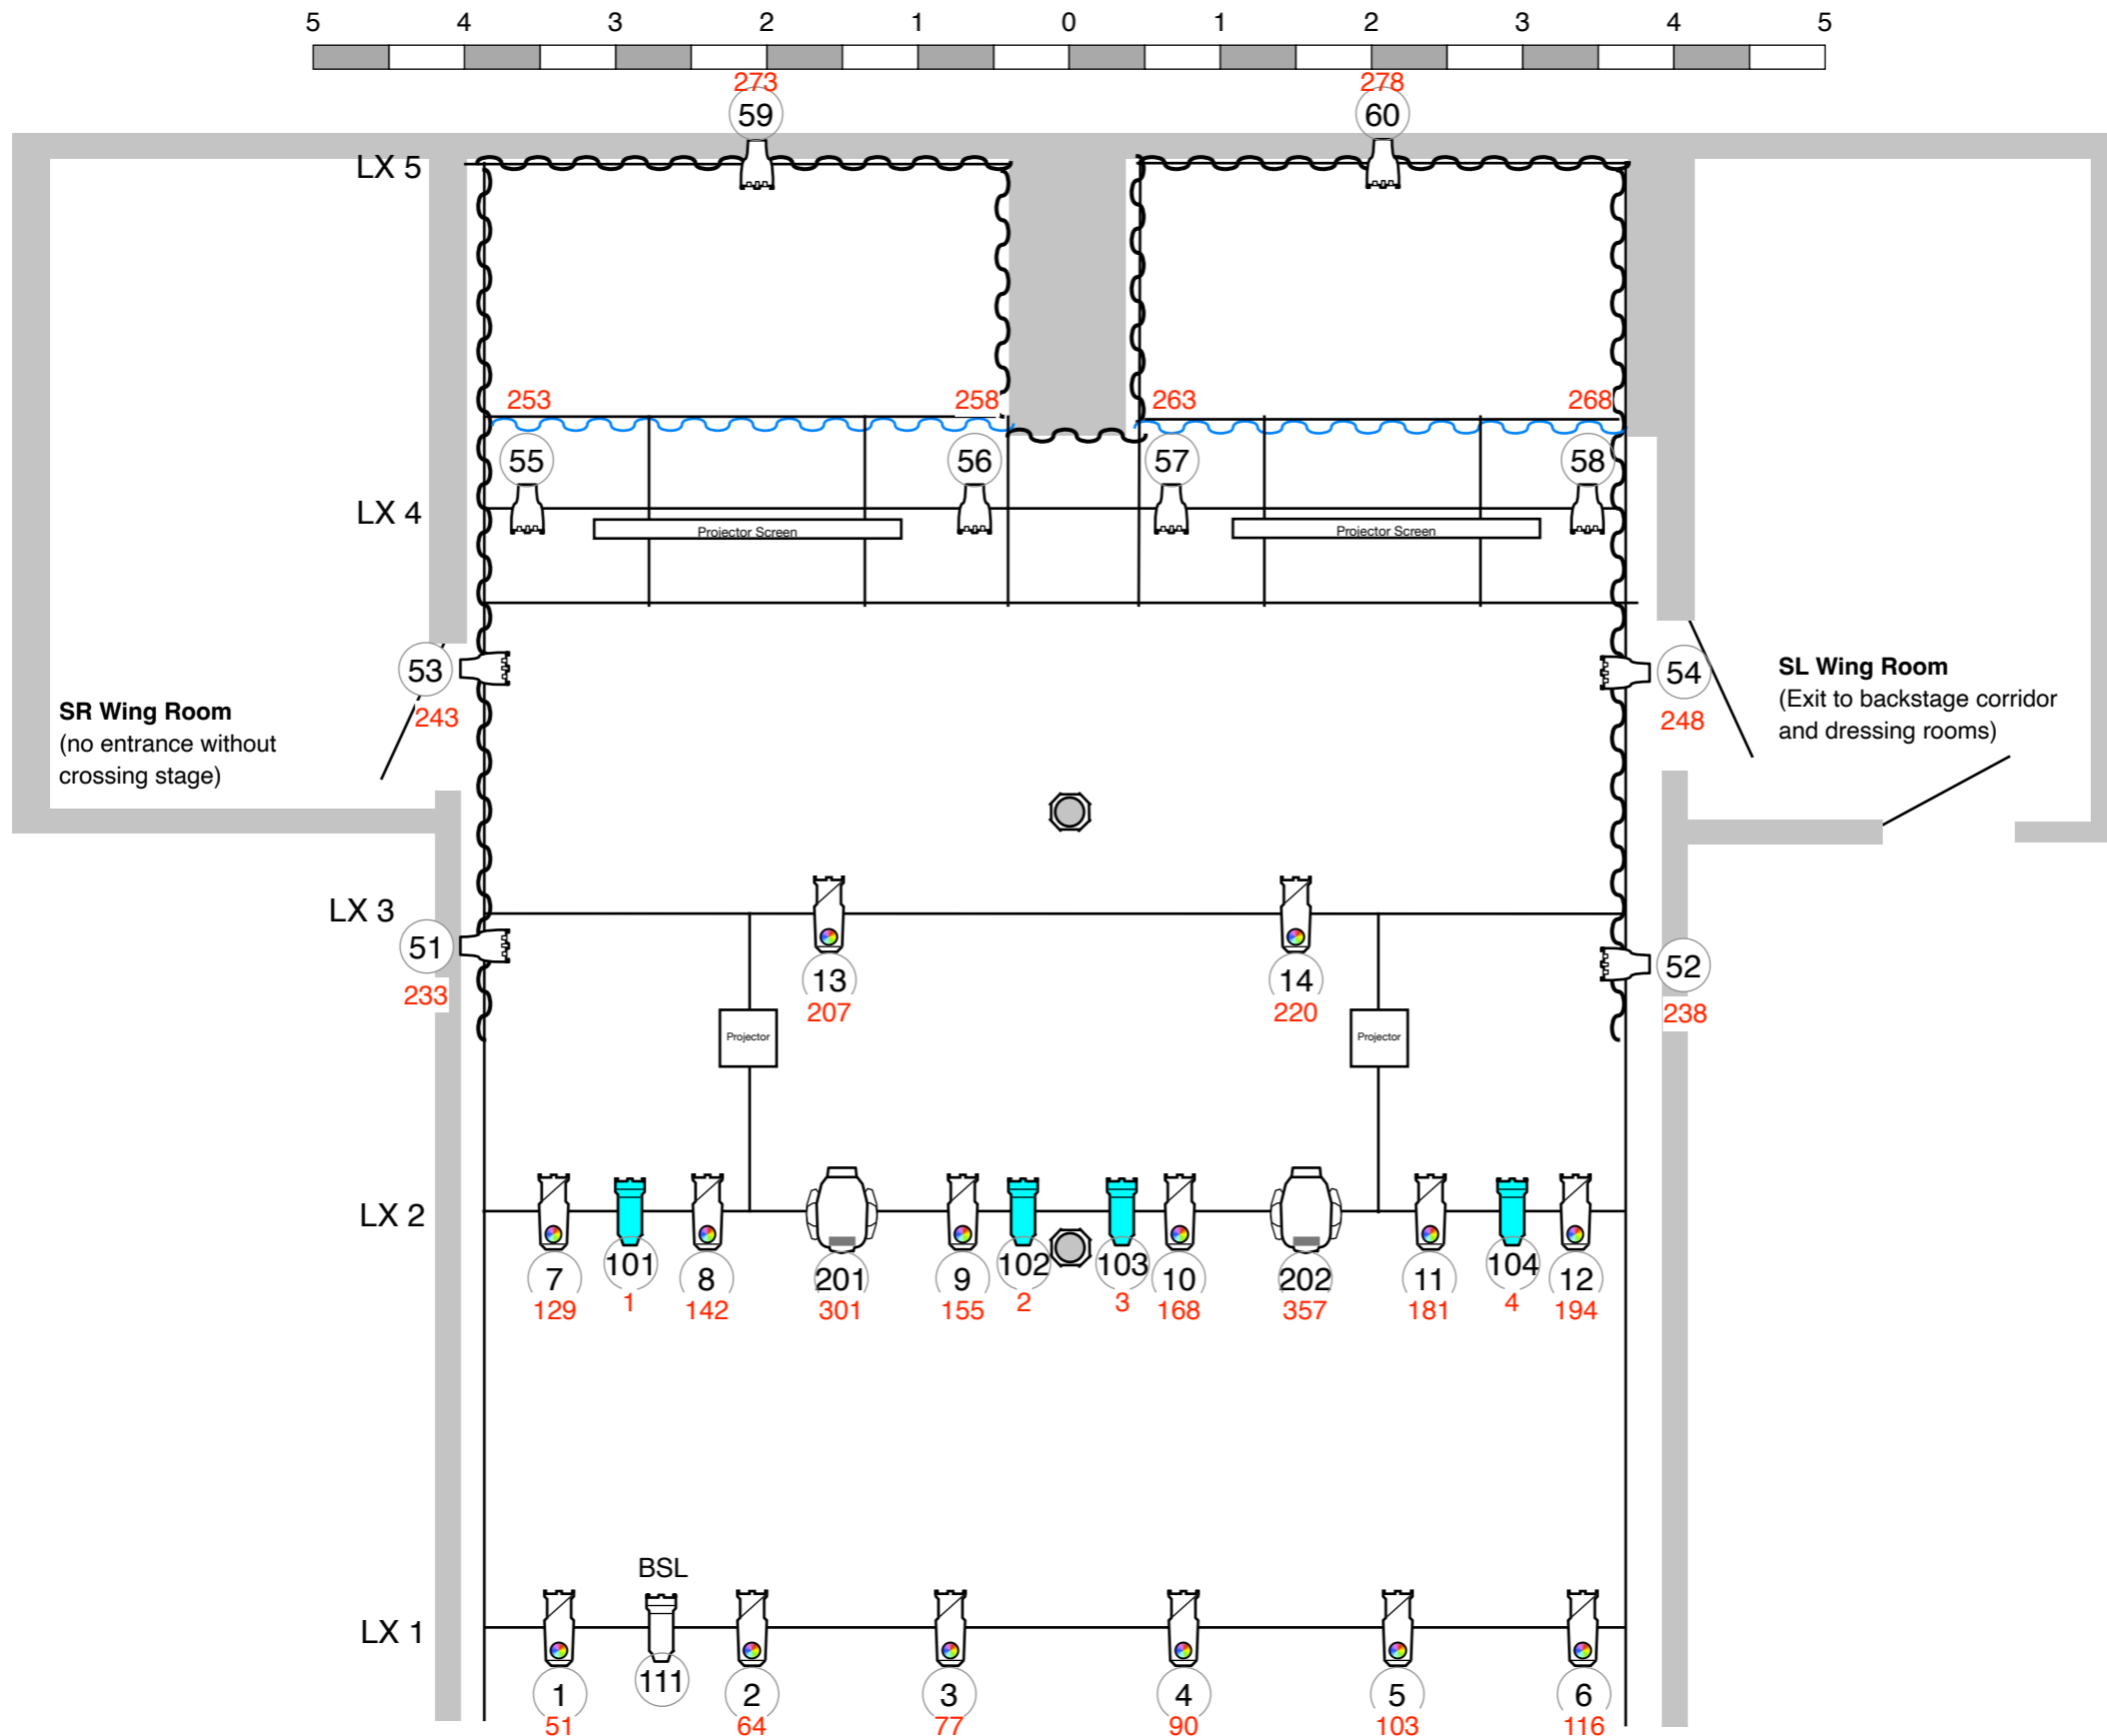 5 4 3 2 1 0 1 2 3 4 5
273 278
59 60
LX 5
253 258 263 268
55 56 57 58
LX 4
Projector Screen Projector Screen
53 54
243 248
SR Wing Room
(no entrance without
crossing stage)
SL Wing Room
(Exit to backstage corridor
and dressing rooms)
LX 3
51 52
233 238
13 14
207 220
Projector Projector
LX 2
7 101 8 201 9 102 103 10 202 11 104 12
129 1 142 301 155 2 3 168 357 181 4 194
BSL
LX 1
1 111 2 3 4 5 6
51 64 77 90 103 116